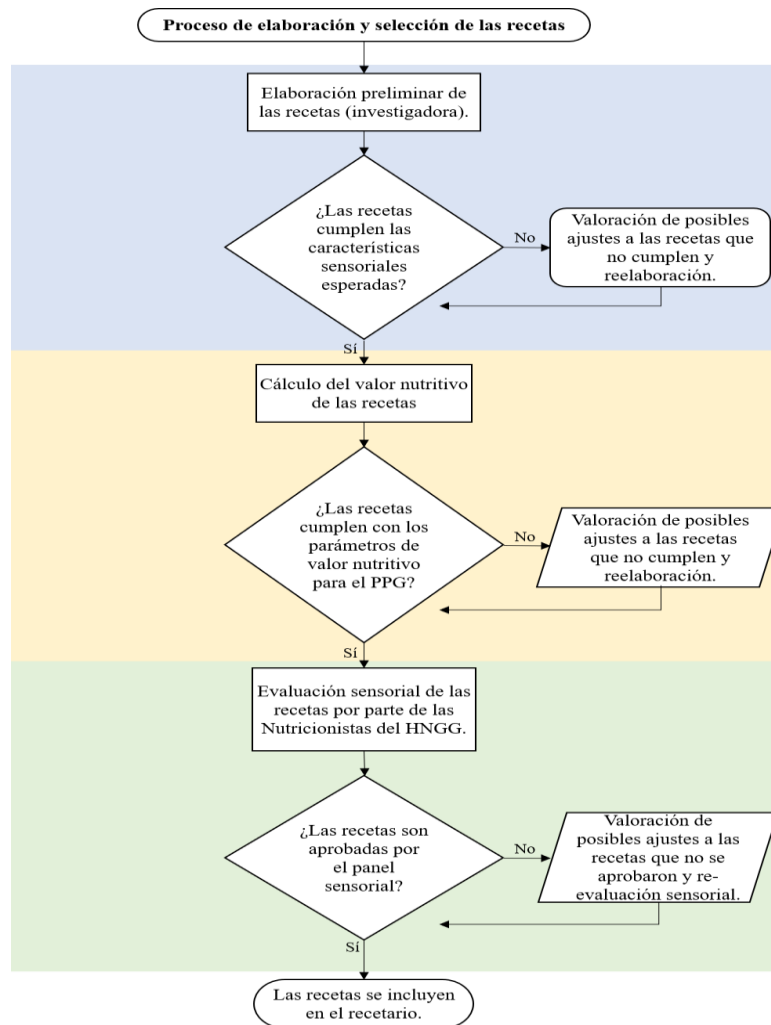 Proceso de elaboración y selección de las recetas
Elaboración preliminar de
las recetas (investigadora).
¿Las recetas
cumplen las
características
sensoriales
esperadas?
No
Valoración de posibles
ajustes a las recetas que
no cumplen y
reelaboración.
Sí
Cálculo del valor nutritivo
de las recetas
¿Las recetas
cumplen con los
parámetros de
valor nutritivo
para el PPG?
No
Valoración de posibles
ajustes a las recetas
que no cumplen y
reelaboración.
Sí
Evaluación sensorial de las
recetas por parte de las
Nutricionistas del HNGG.
¿Las recetas son
aprobadas por
el panel
sensorial?
No
Valoración de
posibles ajustes a las
recetas que no se
aprobaron y re-
evaluación sensorial.
Sí
Las recetas se incluyen
en el recetario.